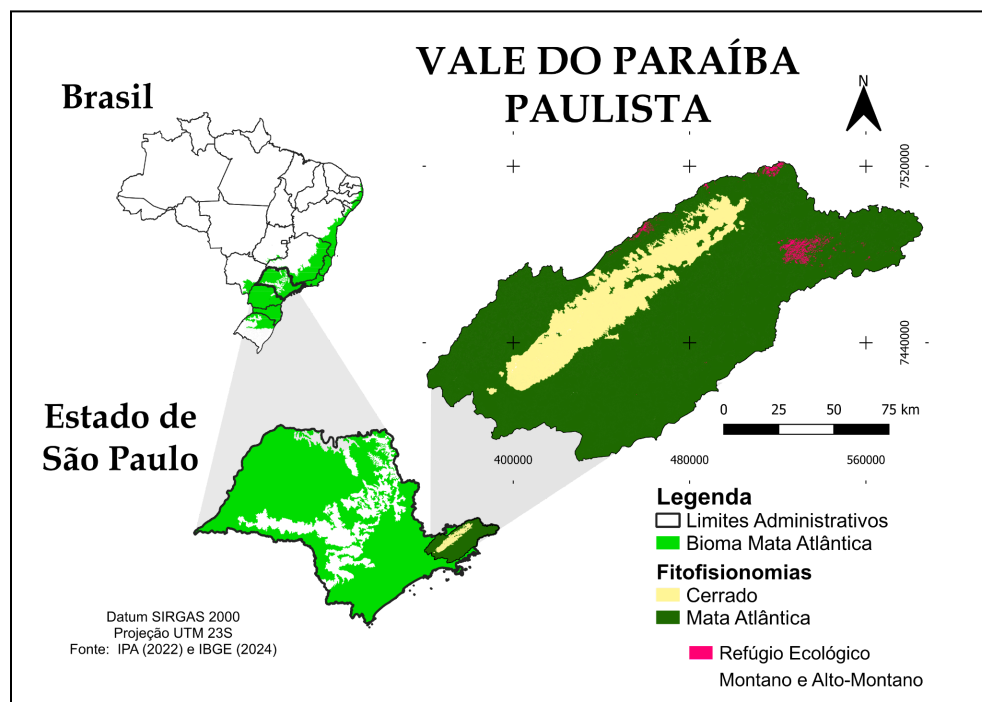 VALE DO PARAÍBA
PAULISTA
Brasil
N
7520000
7440000
Estado de
São Paulo
0 25 50 75 km
400000 480000 560000
Legenda
Limites Administrativos
Bioma Mata Atlântica
Fitofisionomias
Cerrado
Mata Atlântica
Refúgio Ecológico
Montano e Alto-Montano
Datum SIRGAS 2000
Projeção UTM 23S
Fonte: IPA (2022) e IBGE (2024)